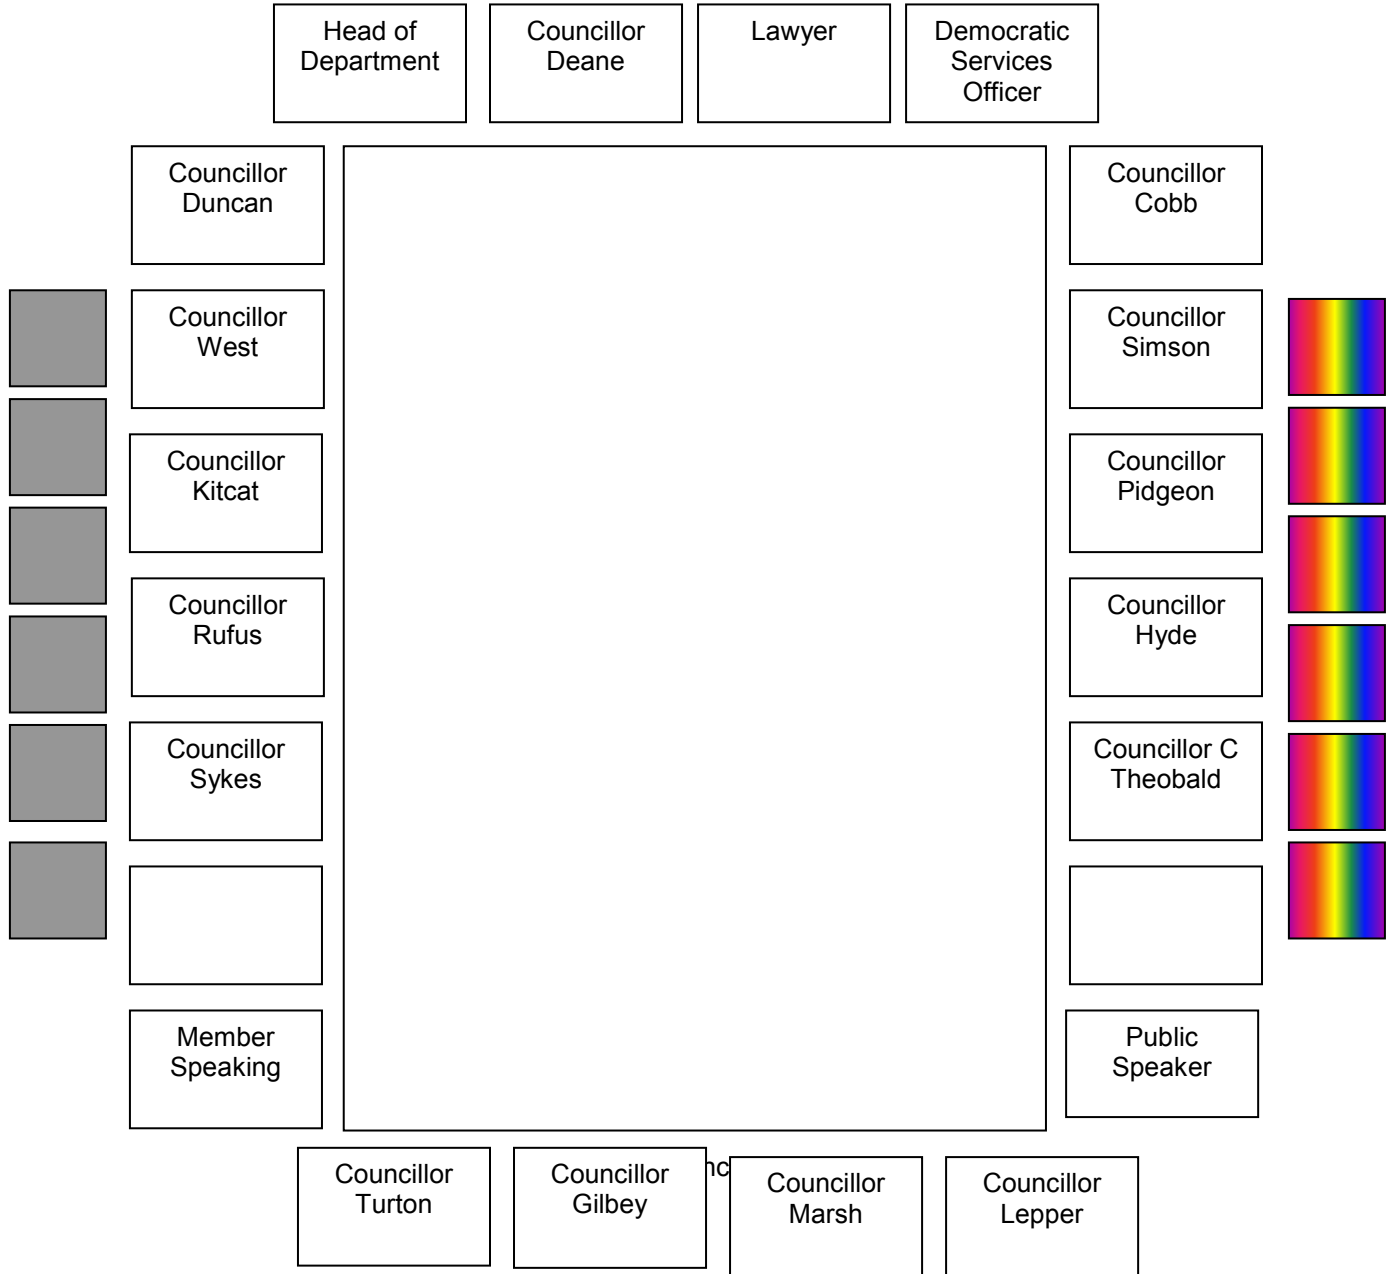 Head of
Department
Councillor
Deane
Lawyer
Democratic
Services
Officer
Councillor
Duncan
Councillor
Cobb
Councillor
West
Councillor
Simson
Councillor
Kitcat
Councillor
Pidgeon
Councillor
Rufus
Councillor
Hyde
Councillor
Sykes
Councillor C
Theobald
Member
Speaking
Public
Speaker
Councillor
Turton
Councillor
Gilbey
Councillor
Marsh
Councillor
Lepper